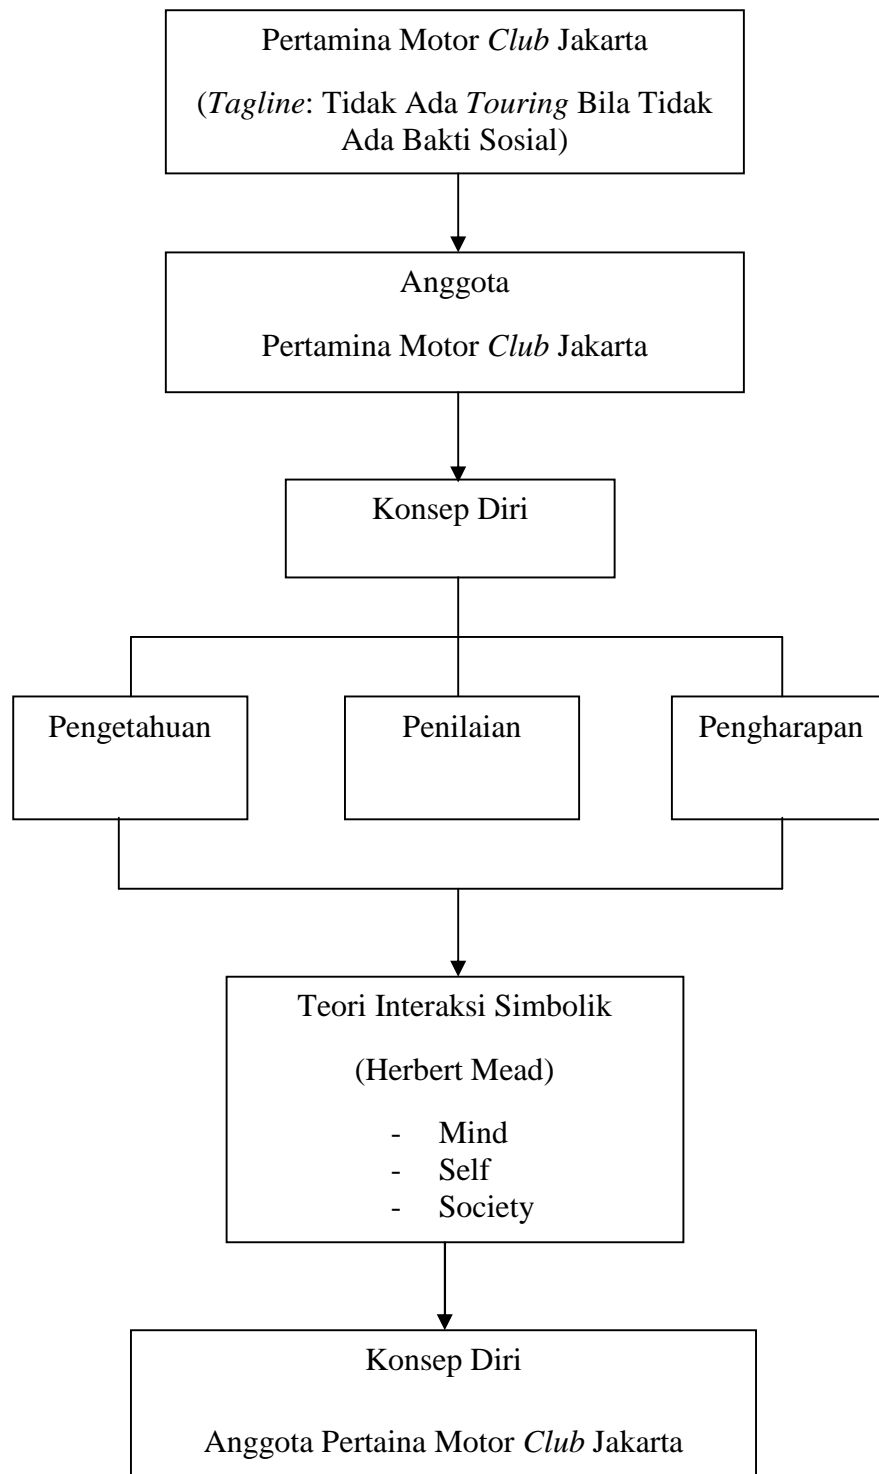 Pertamina Motor Club Jakarta
(Tagline: Tidak Ada Touring Bila Tidak
Ada Bakti Sosial)
Anggota
Pertamina Motor Club Jakarta
Konsep Diri
Pengetahuan
Penilaian
Pengharapan
Teori Interaksi Simbolik
(Herbert Mead)
- Mind
- Self
- Society
Konsep Diri
Anggota Pertaina Motor Club Jakarta